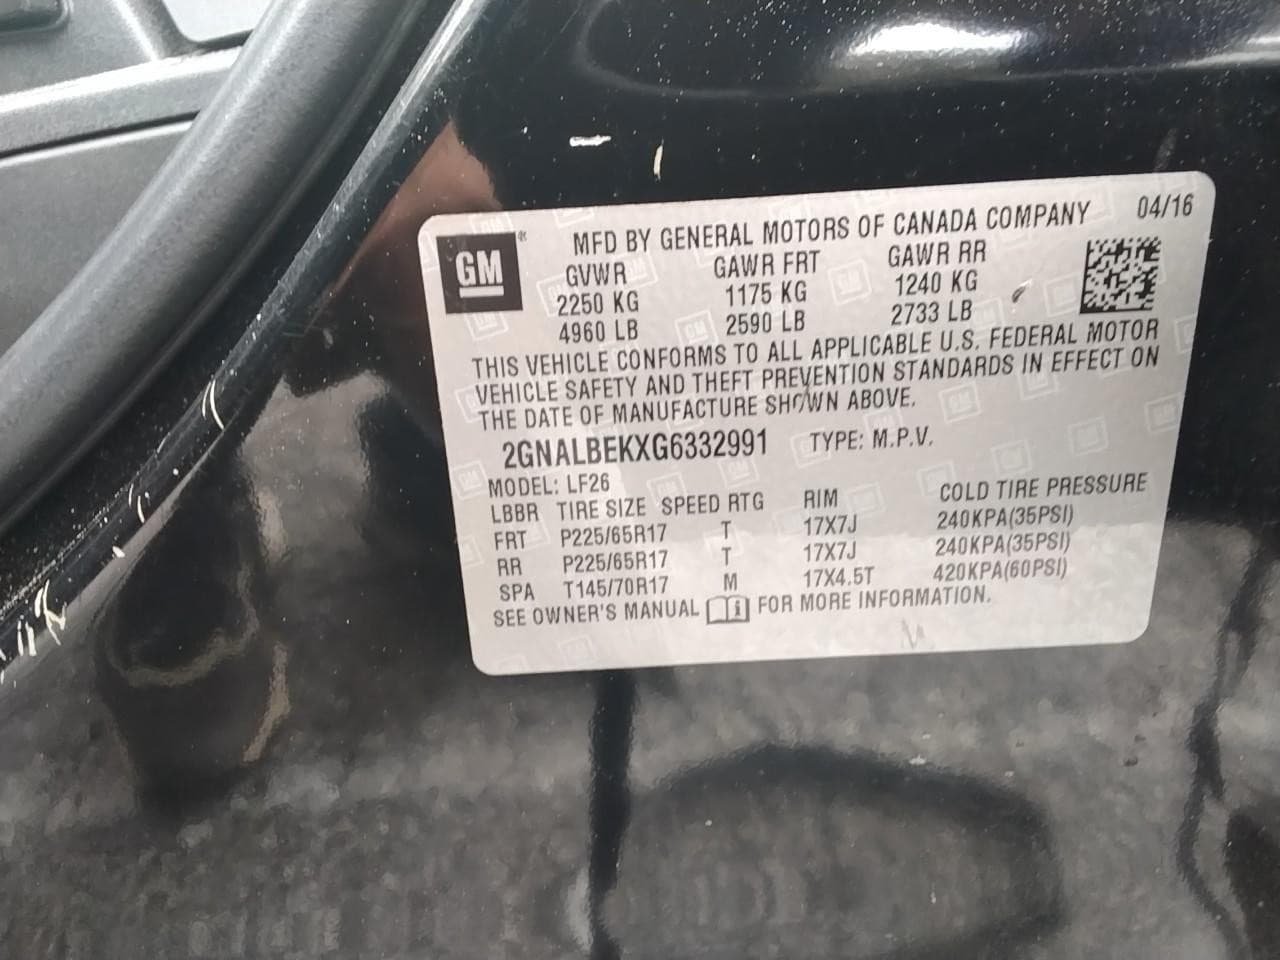 GM ® MFD BY GENERAL MOTORS OF CANADA COMPANY 04/16
GVWR GAWR FRT GAWR RR
2250 KG 1175 KG 1240 KG
4960 LB 2590 LB 2733 LB
THIS VEHICLE CONFORMS TO ALL APPLICABLE U.S. FEDERAL MOTOR
VEHICLE SAFETY AND THEFT PREVENTION STANDARDS IN EFFECT ON
THE DATE OF MANUFACTURE SHOWN ABOVE.
2GNALBEKXG6332991 TYPE: M.P.V.
MODEL: LF26
LBBR TIRE SIZE SPEED RTG RIM COLD TIRE PRESSURE
FRT P225/65R17 T 17X7J 240KPA(35PSI)
RR P225/65R17 T 17X7J 240KPA(35PSI)
SPA T145/70R17 M 17X4.5T 420KPA(60PSI)
SEE OWNER'S MANUAL FOR MORE INFORMATION.